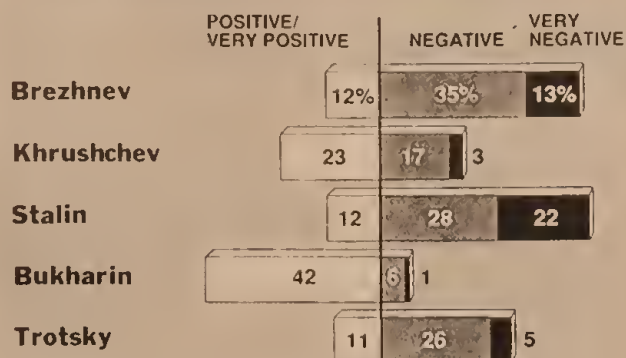 POSITIVE/ VERY
VERY POSITIVE NEGATIVE NEGATIVE
Brezhnev 12% 35% 13%
Khrushchev 23 17 3
Stalin 12 28 22
Bukharin 42 6 1
Trotsky 11 26 5